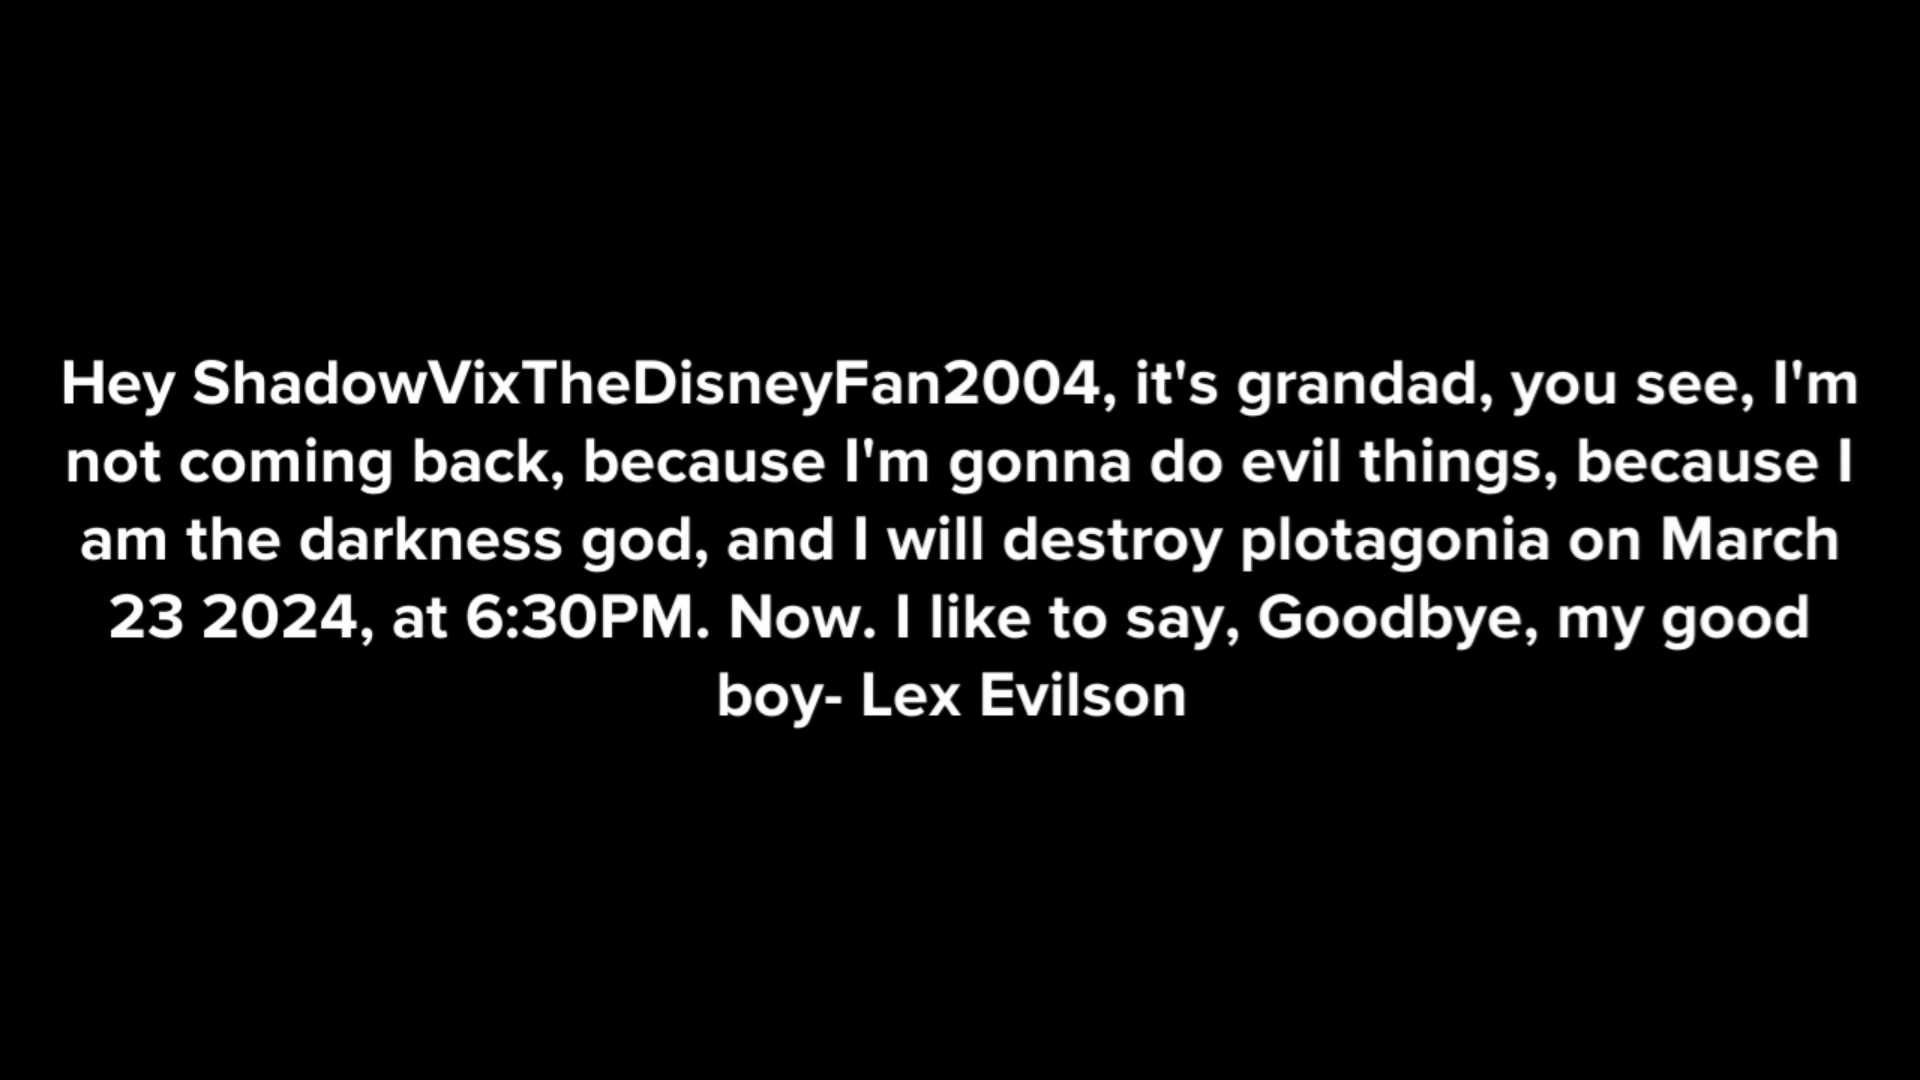 Hey ShadowVixTheDisneyFan2004, it's grandad, you see, I'm
not coming back, because I'm gonna do evil things, because I
am the darkness god, and I will destroy plotagonia on March
23 2024, at 6:30PM. Now. I like to say, Goodbye, my good
boy- Lex Evilson